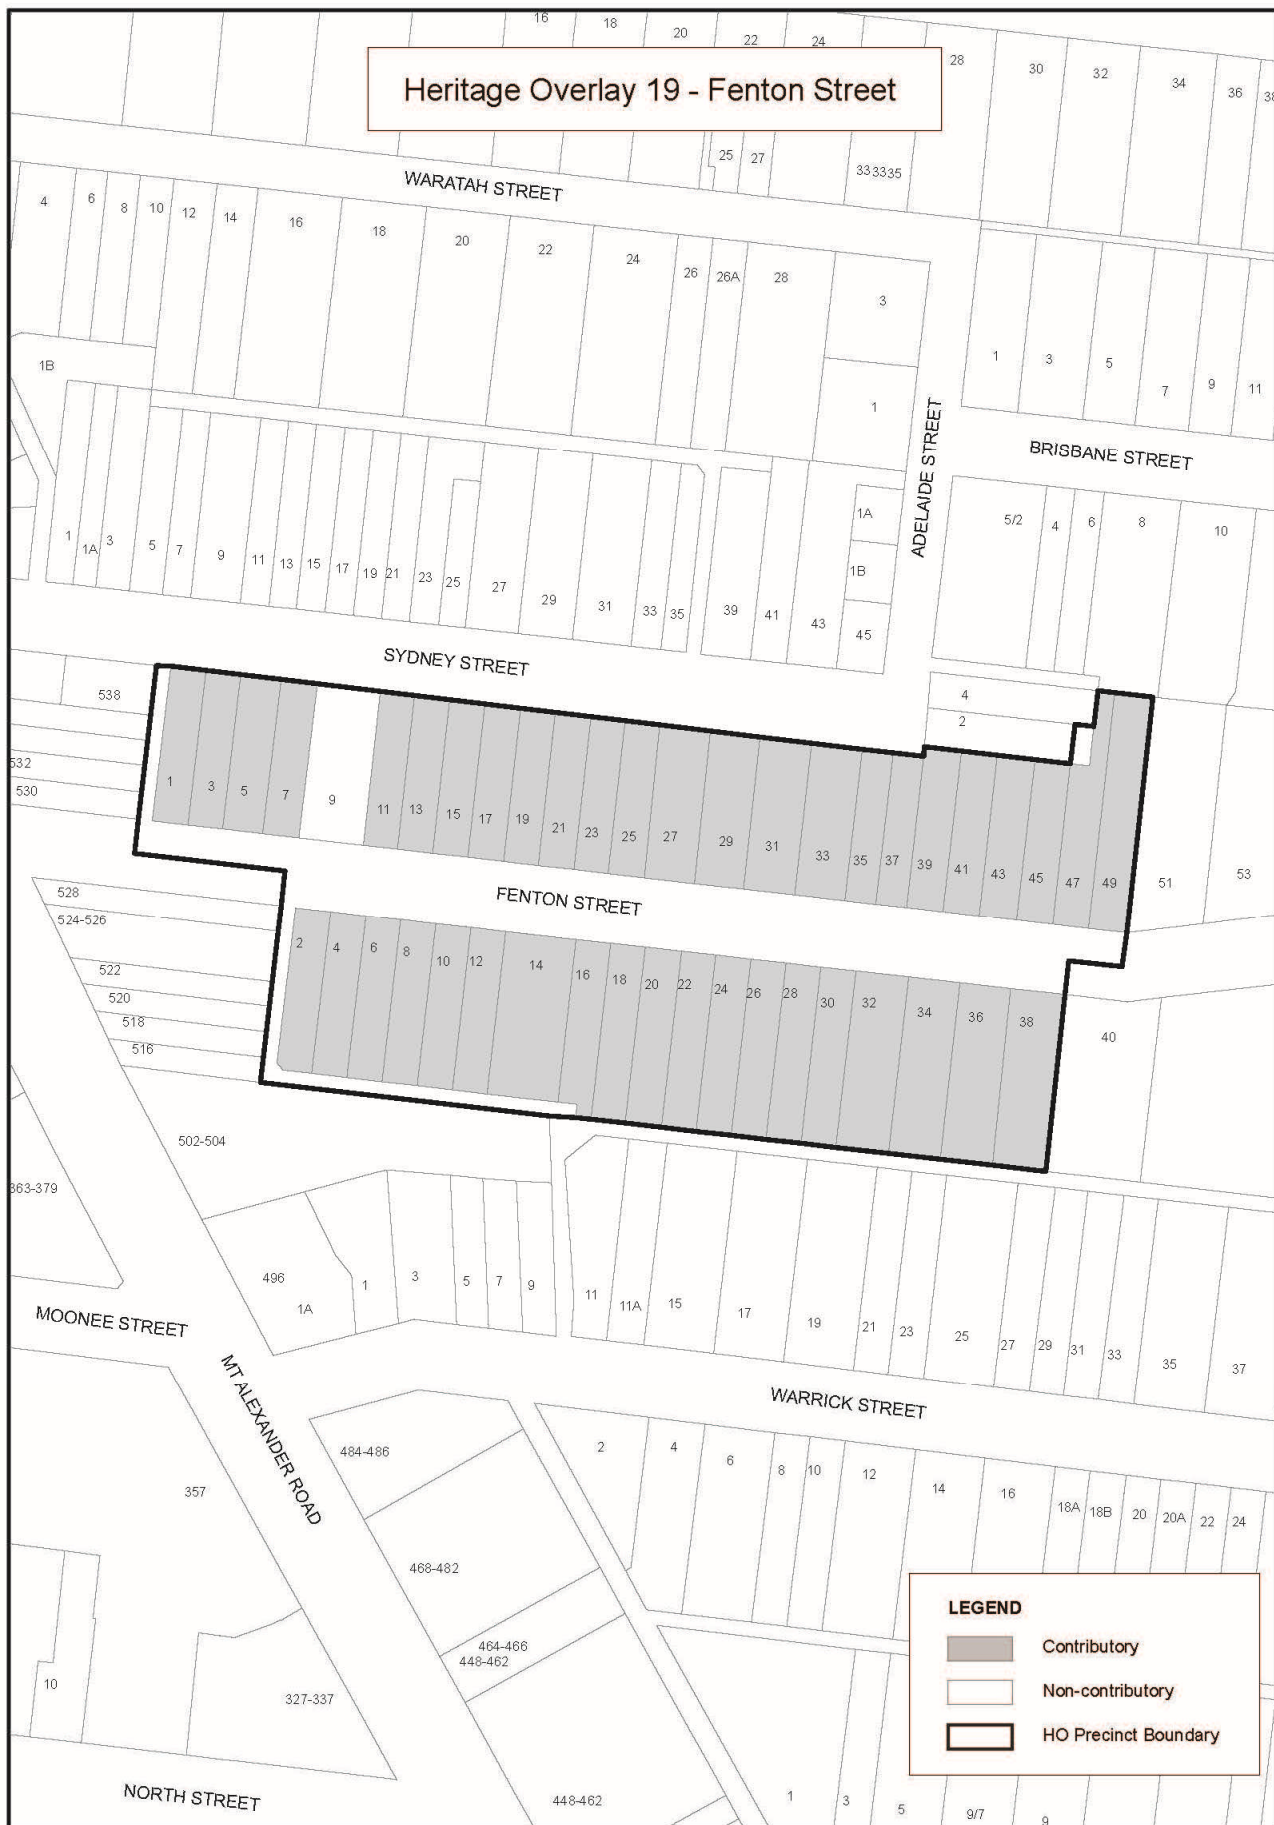 16 18 20 22 24 28 30 32 34 36 38
Heritage Overlay 19 - Fenton Street
25 27 333335
WARATAH STREET
4 6 8 10 12 14 16 18 20 22 24 26 26A 28 3
1B
1 3 5 7 9 11
1
ADELAIDE STREET
BRISBANE STREET
1 1A 3 5 7 9 11 13 15 17 19 21 23 25 27 29 31 33 35 39 41 43 45
1A
1B
5/2 4 6 8 10
SYDNEY STREET
538
532
530
4
2
1 3 5 7 9 11 13 15 17 19 21 23 25 27 29 31 33 35 37 39 41 43 45 47 49 51 53
FENTON STREET
528
524-526
522
520
518
516
2 4 6 8 10 12 14 16 18 20 22 24 26 28 30 32 34 36 38 40
502-504
363-379
496
1A
1 3 5 7 9 11 11A 15 17 19 21 23 25 27 29 31 33 35 37
MOONEE STREET
MT ALEXANDER ROAD
WARRICK STREET
484-486
2 4 6 8 10 12 14 16 18A 18B 20 20A 22 24
357
468-482
464-466
448-462
10
327-337
NORTH STREET
448-462
1 3 5 9/7 9
LEGEND
Contributory
Non-contributory
HO Precinct Boundary